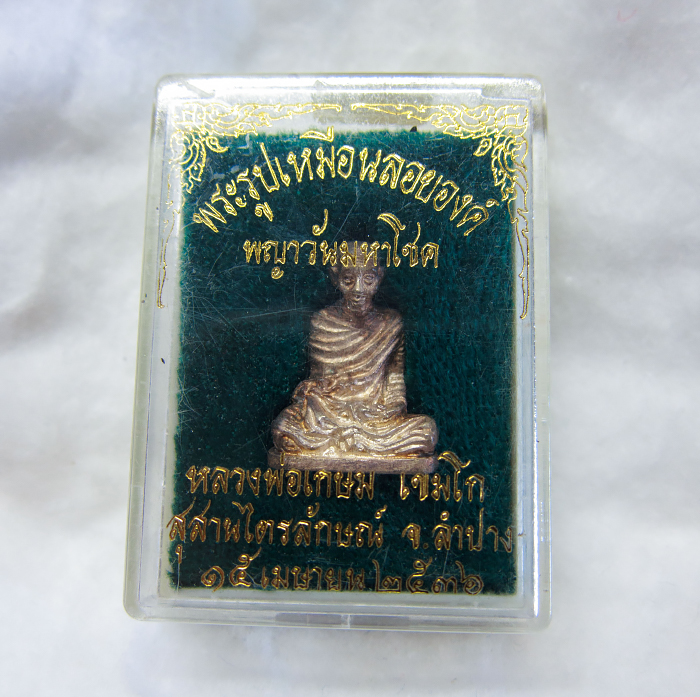 พระรูปเหมือนลอยองค์
พญาวันมหาโชค
หลวงพ่อเกษม เขมโก
สุสานไตรลักษณ์ จ.ลำปาง
๑๕ เมษายน ๒๕๓๖